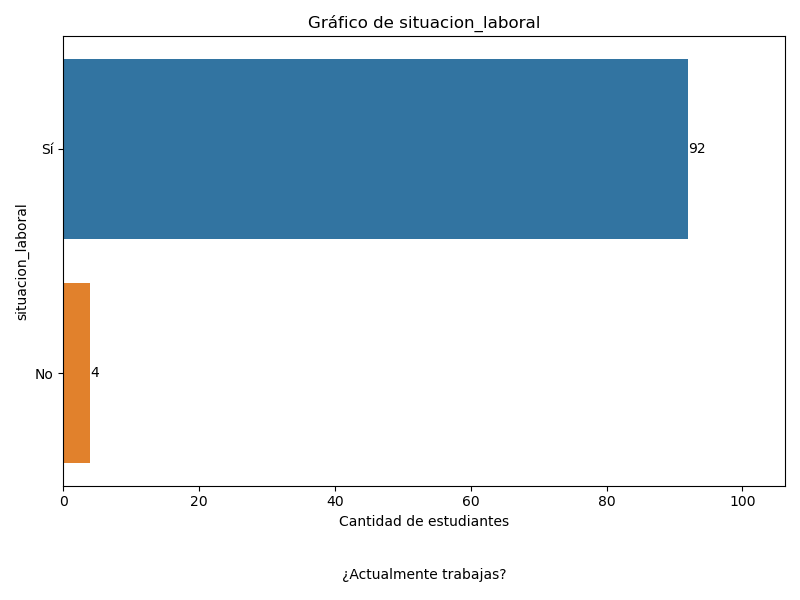 Gráfico de situacion_laboral
situacion_laboral
Sí
92
No
4
0 20 40 60 80 100
Cantidad de estudiantes
¿Actualmente trabajas?